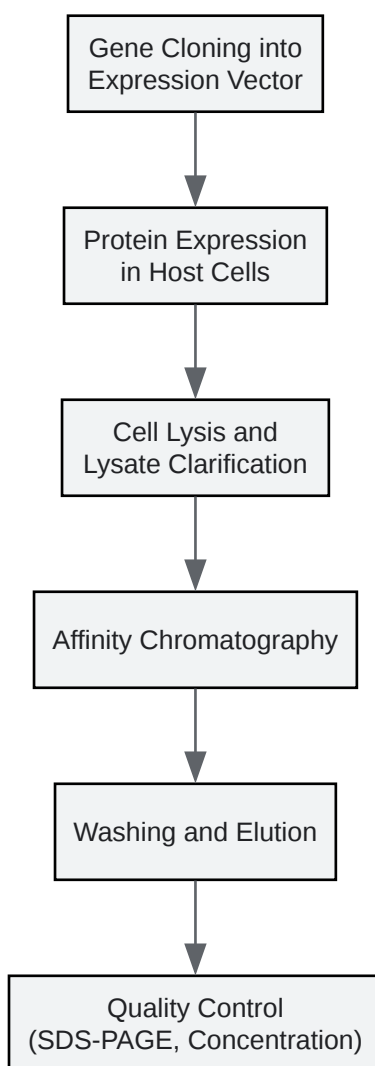 Gene Cloning into
Expression Vector
Protein Expression
in Host Cells
Cell Lysis and
Lysate Clarification
Affinity Chromatography
Washing and Elution
Quality Control
(SDS-PAGE, Concentration)